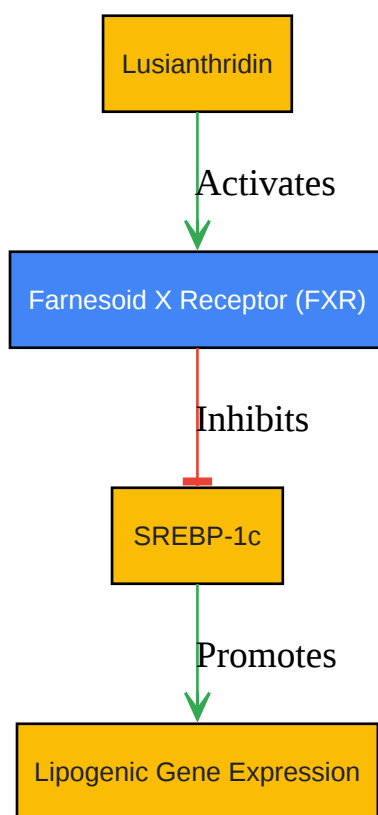 Lusianthridin
Activates
Farnesoid X Receptor (FXR)
Inhibits
SREBP-1c
Promotes
Lipogenic Gene Expression